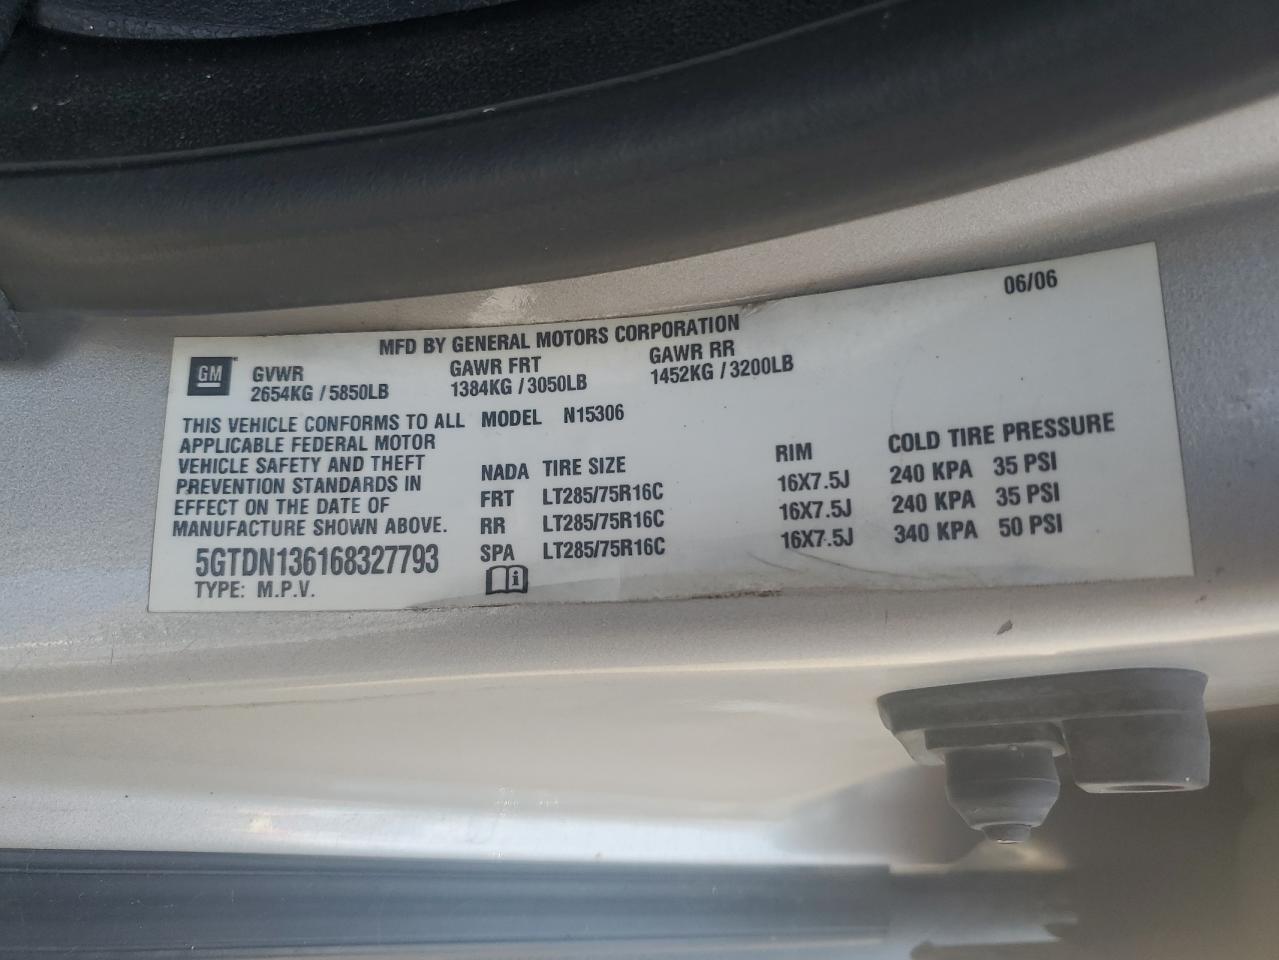 06/06
MFD BY GENERAL MOTORS CORPORATION
GM GVWR GAWR FRT GAWR RR
2654KG / 5850LB 1384KG / 3050LB 1452KG / 3200LB
THIS VEHICLE CONFORMS TO ALL
APPLICABLE FEDERAL MOTOR
VEHICLE SAFETY AND THEFT
PREVENTION STANDARDS IN
EFFECT ON THE DATE OF
MANUFACTURE SHOWN ABOVE.
5GTDN136168327793
TYPE: M.P.V.
MODEL N15306
NADA TIRE SIZE RIM COLD TIRE PRESSURE
FRT LT285/75R16C 16X7.5J 240 KPA 35 PSI
RR LT285/75R16C 16X7.5J 240 KPA 35 PSI
SPA LT285/75R16C 16X7.5J 340 KPA 50 PSI